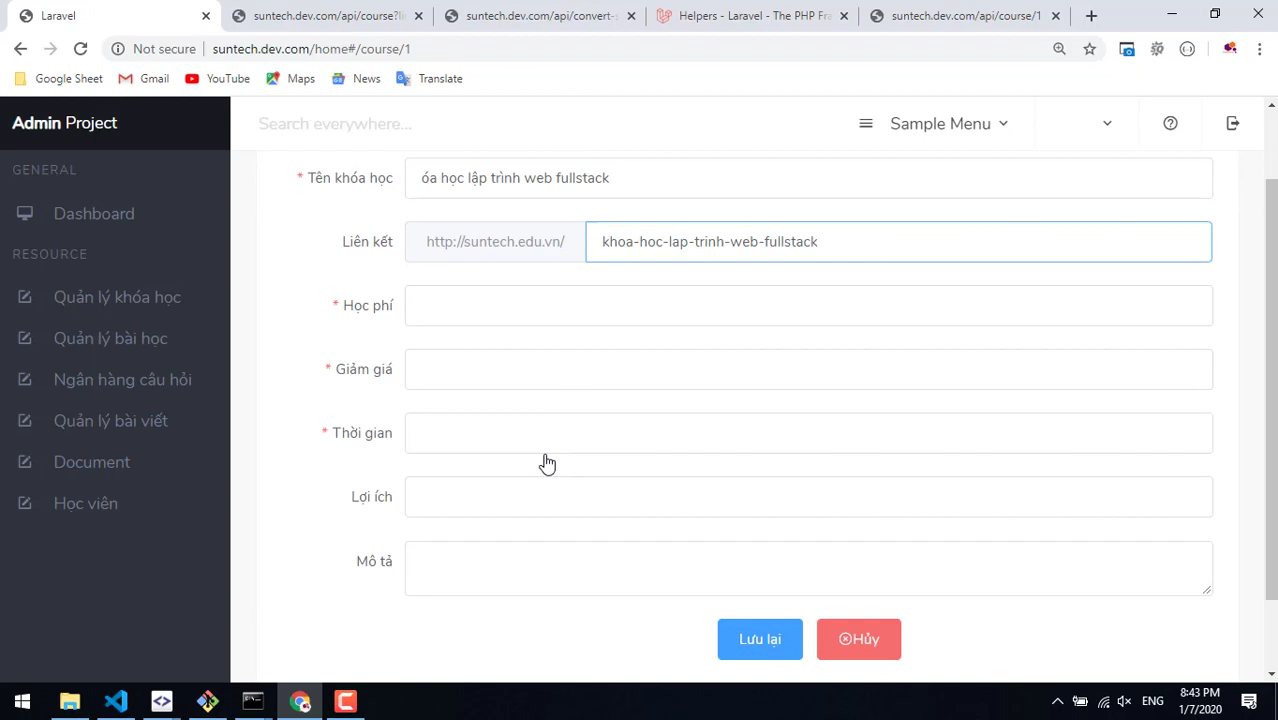 Laravel
suntech.dev.com/api/course?li
suntech.dev.com/api/convert-s
Helpers - Laravel - The PHP Fra
suntech.dev.com/api/course/1
Not secure
suntech.dev.com/home#/course/1
Google Sheet
Gmail
YouTube
Maps
News
Translate
Admin Project
Search everywhere...
Sample Menu
GENERAL
Dashboard
RESOURCE
Quản lý khóa học
Quản lý bài học
Ngân hàng câu hỏi
Quản lý bài viết
Document
Học viên
* Tên khóa học
óa học lập trình web fullstack
Liên kết
http://suntech.edu.vn/
khoa-hoc-lap-trinh-web-fullstack
* Học phí
* Giảm giá
* Thời gian
Lợi ích
Mô tả
Lưu lại
Hủy
ENG
8:43 PM
1/7/2020